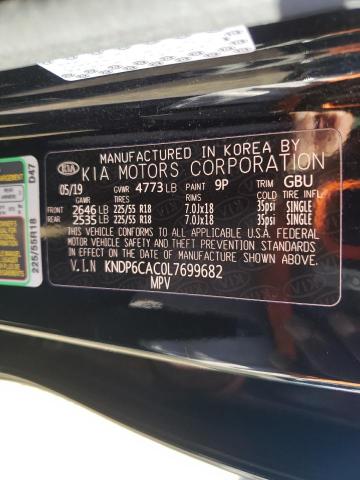 MANUFACTURED IN KOREA BY
KIA KIA MOTORS CORPORATION
05/19 GVWR 4773 LB PAINT 9P TRIM GBU
GAWR TIRES RIMS COLD TIRE INFL.
FRONT 2646 LB 225/55 R18 7.0Jx18 35psi SINGLE
REAR 2535 LB 225/55 R18 7.0Jx18 35psi SINGLE
THIS VEHICLE CONFORMS TO ALL APPLICABLE U.S.A. FEDERAL
MOTOR VEHICLE SAFETY AND THEFT PREVENTION STANDARDS
IN EFFECT ON THE DATE OF MANUFACTURE SHOWN ABOVE.
V.I.N KNDP6CAC0L7699682
MPV
D47
225/55R18